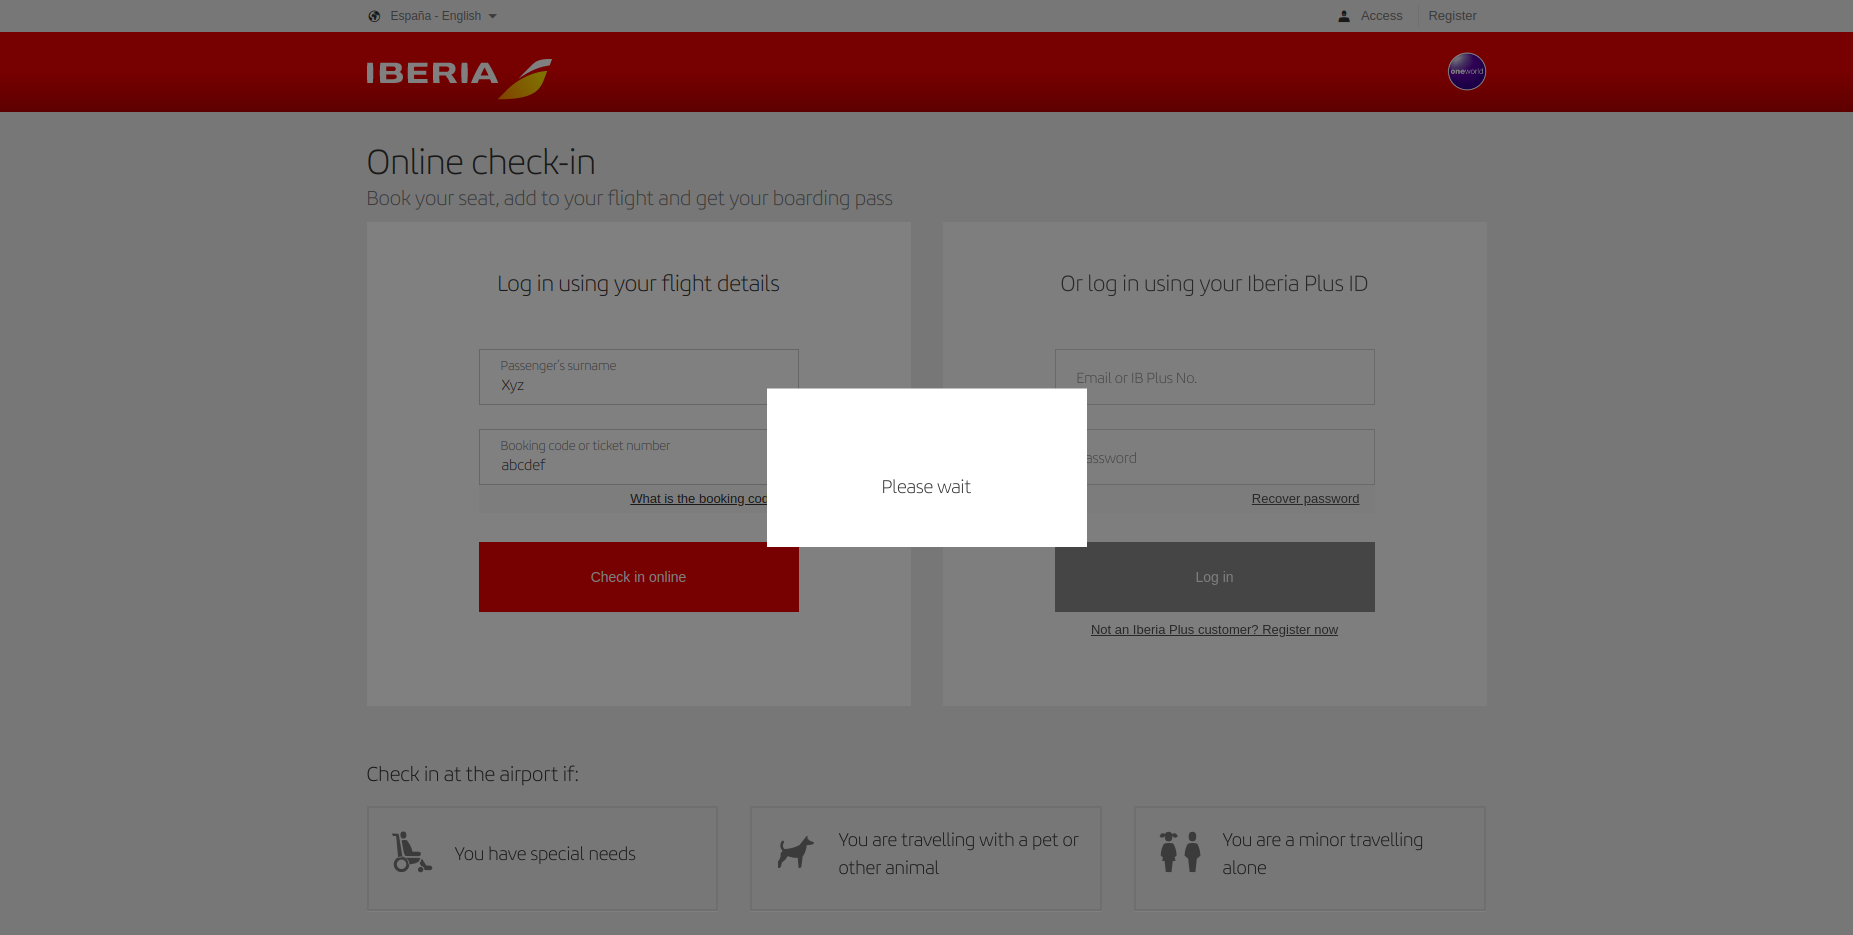 España - English
Access
Register
IBERIA
oneworld
Online check-in
Book your seat, add to your flight and get your boarding pass
Log in using your flight details
Passenger's surname
Xyz
Booking code or ticket number
abcdef
What is the booking cod
Check in online
Or log in using your Iberia Plus ID
Email or IB Plus No.
assword
Recover password
Log in
Not an Iberia Plus customer? Register now
Please wait
Check in at the airport if:
You have special needs
You are travelling with a pet or
other animal
You are a minor travelling
alone